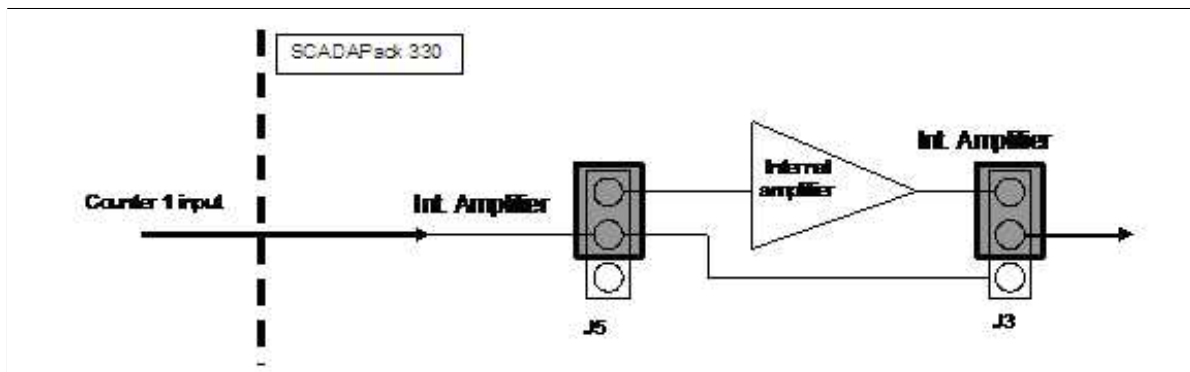 SCADAPack 330
Int. Amplifier
Internal
amplifier
Counter 1 input
Int. Amplifier
J5
J3